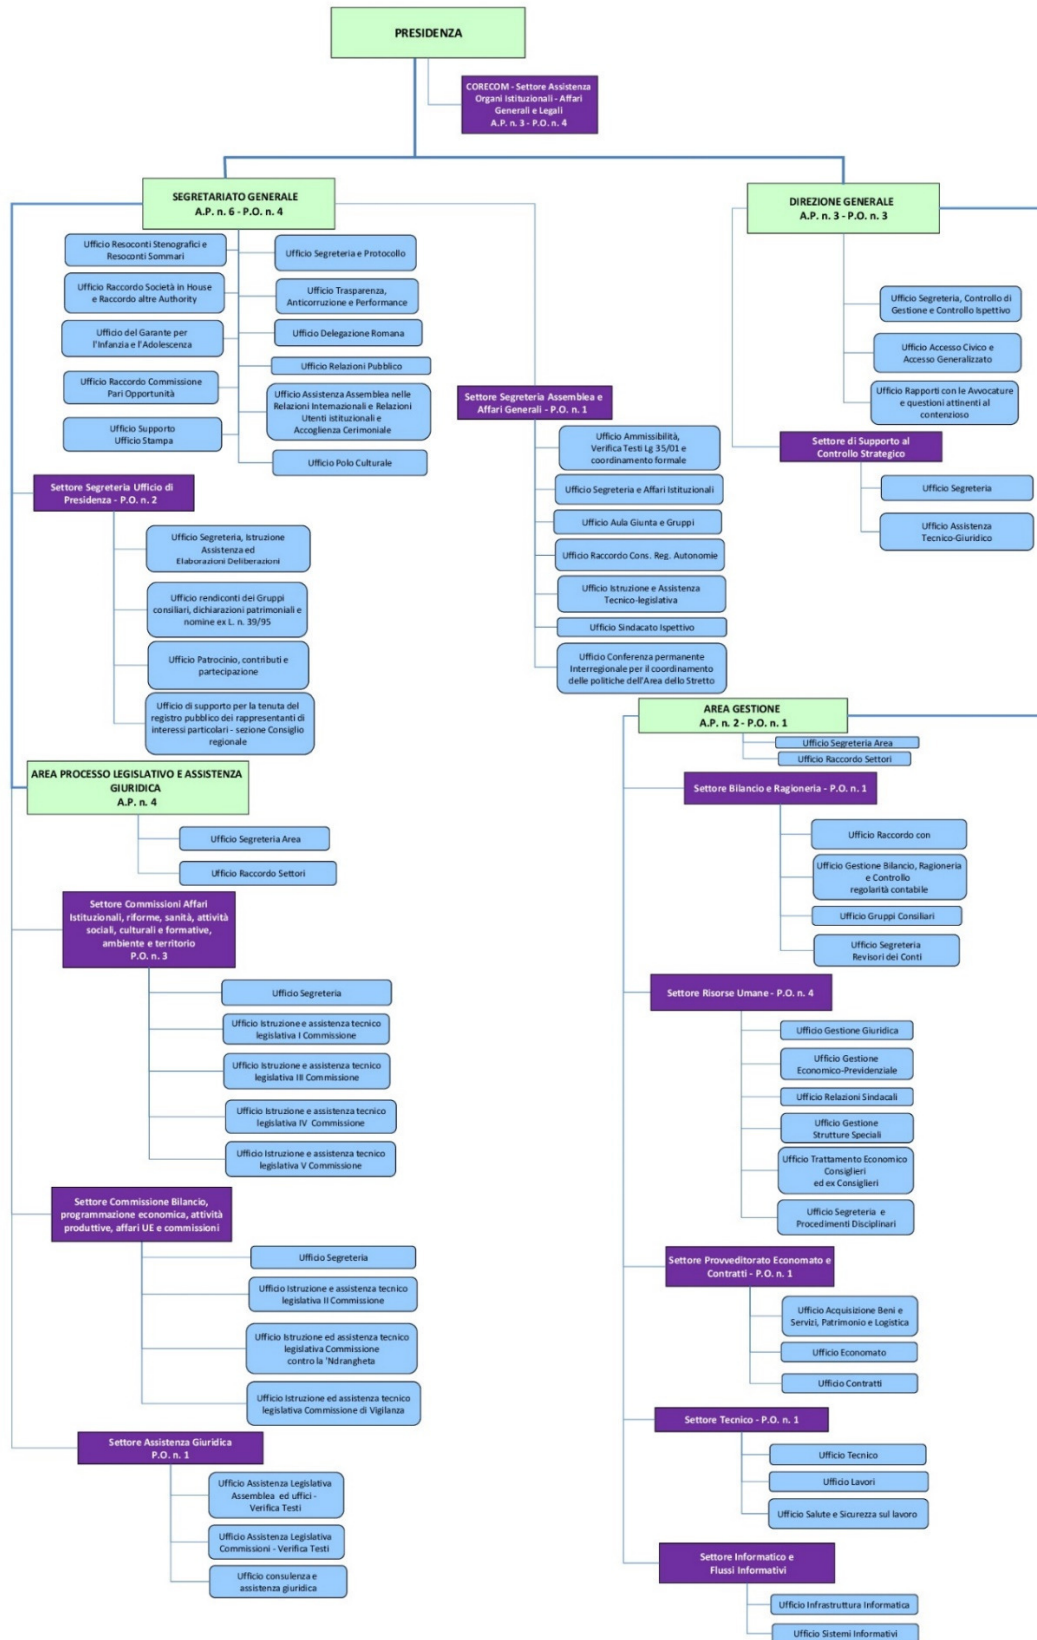 PRESIDENZA
CORECOM - Settore Assistenza
Organi Istituzionali - Affari
Generali e Legali
A.P. n. 3 - P.O. n. 4
SEGRETARIATO GENERALE
A.P. n. 6 - P.O. n. 4
Ufficio Resoconti Stenografici e
Resoconti Sommari
Ufficio Raccordo Società in House
e Raccordo altre Authority
Ufficio del Garante per
l'Infanzia e l'Adolescenza
Ufficio Raccordo Commissione
Pari Opportunità
Ufficio Supporto
Ufficio Stampa
Ufficio Segreteria e Protocollo
Ufficio Trasparenza,
Anticorruzione e Performance
Ufficio Delegazione Romana
Ufficio Relazioni Pubblico
Ufficio Assistenza Assemblea nelle
Relazioni Internazionali e Relazioni
Utenti istituzionali e
Accoglienza Cerimoniale
Ufficio Polo Culturale
Settore Segreteria Ufficio di
Presidenza - P.O. n. 2
Ufficio Segreteria, Istruzione
Assistenza ed
Elaborazioni Deliberazioni
Ufficio rendiconti dei Gruppi
consiliari, dichiarazioni patrimoniali e
nomine ex L. n. 39/95
Ufficio Patrocinio, contributi e
partecipazione
Ufficio di supporto per la tenuta del
registro pubblico dei rappresentanti di
interessi particolari - sezione Consiglio
regionale
Settore Segreteria Assemblea e
Affari Generali - P.O. n. 1
Ufficio Ammissibilità,
Verifica Testi Lg 35/01 e
coordinamento formale
Ufficio Segreteria e Affari Istituzionali
Ufficio Aula Giunta e Gruppi
Ufficio Raccordo Cons. Reg. Autonomie
Ufficio Istruzione e Assistenza
Tecnico-legislativa
Ufficio Sindacato Ispettivo
Ufficio Conferenza permanente
Interregionale per il coordinamento
delle politiche dell'Area dello Stretto
DIREZIONE GENERALE
A.P. n. 3 - P.O. n. 3
Ufficio Segreteria, Controllo di
Gestione e Controllo Ispettivo
Ufficio Accesso Civico e
Accesso Generalizzato
Ufficio Rapporti con le Avvocature
e questioni attinenti al
contenzioso
Settore di Supporto al
Controllo Strategico
Ufficio Segreteria
Ufficio Assistenza
Tecnico-Giuridico
AREA PROCESSO LEGISLATIVO E ASSISTENZA
GIURIDICA
A.P. n. 4
Ufficio Segreteria Area
Ufficio Raccordo Settori
Settore Commissioni Affari
Istituzionali, riforme, sanità, attività
sociali, culturali e formative,
ambiente e territorio
P.O. n. 3
Ufficio Segreteria
Ufficio Istruzione e assistenza tecnico
legislativa I Commissione
Ufficio Istruzione e assistenza tecnico
legislativa III Commissione
Ufficio Istruzione e assistenza tecnico
legislativa IV Commissione
Ufficio Istruzione e assistenza tecnico
legislativa V Commissione
Settore Commissione Bilancio,
programmazione economica, attività
produttive, affari UE e commissioni
Ufficio Segreteria
Ufficio Istruzione e assistenza tecnico
legislativa II Commissione
Ufficio Istruzione ed assistenza tecnico
legislativa Commissione
contro la 'Ndrangheta
Ufficio Istruzione ed assistenza tecnico
legislativa Commissione di Vigilanza
Settore Assistenza Giuridica
P.O. n. 1
Ufficio Assistenza Legislativa
Assemblea ed uffici -
Verifica Testi
Ufficio Assistenza Legislativa
Commissioni - Verifica Testi
Ufficio consulenza e
assistenza giuridica
AREA GESTIONE
A.P. n. 2 - P.O. n. 1
Ufficio Segreteria Area
Ufficio Raccordo Settori
Settore Bilancio e Ragioneria - P.O. n. 1
Ufficio Raccordo con
Ufficio Gestione Bilancio, Ragioneria
e Controllo
regolarità contabile
Ufficio Gruppi Consiliari
Ufficio Segreteria
Revisori dei Conti
Settore Risorse Umane - P.O. n. 4
Ufficio Gestione Giuridica
Ufficio Gestione
Economico-Previdenziale
Ufficio Relazioni Sindacali
Ufficio Gestione
Strutture Speciali
Ufficio Trattamento Economico
Consiglieri
ed ex Consiglieri
Ufficio Segreteria e
Procedimenti Disciplinari
Settore Provveditorato Economato e
Contratti - P.O. n. 1
Ufficio Acquisizione Beni e
Servizi, Patrimonio e Logistica
Ufficio Economato
Ufficio Contratti
Settore Tecnico - P.O. n. 1
Ufficio Tecnico
Ufficio Lavori
Ufficio Salute e Sicurezza sul lavoro
Settore Informatico e
Flussi Informativi
Ufficio Infrastruttura Informatica
Ufficio Sistemi Informativi